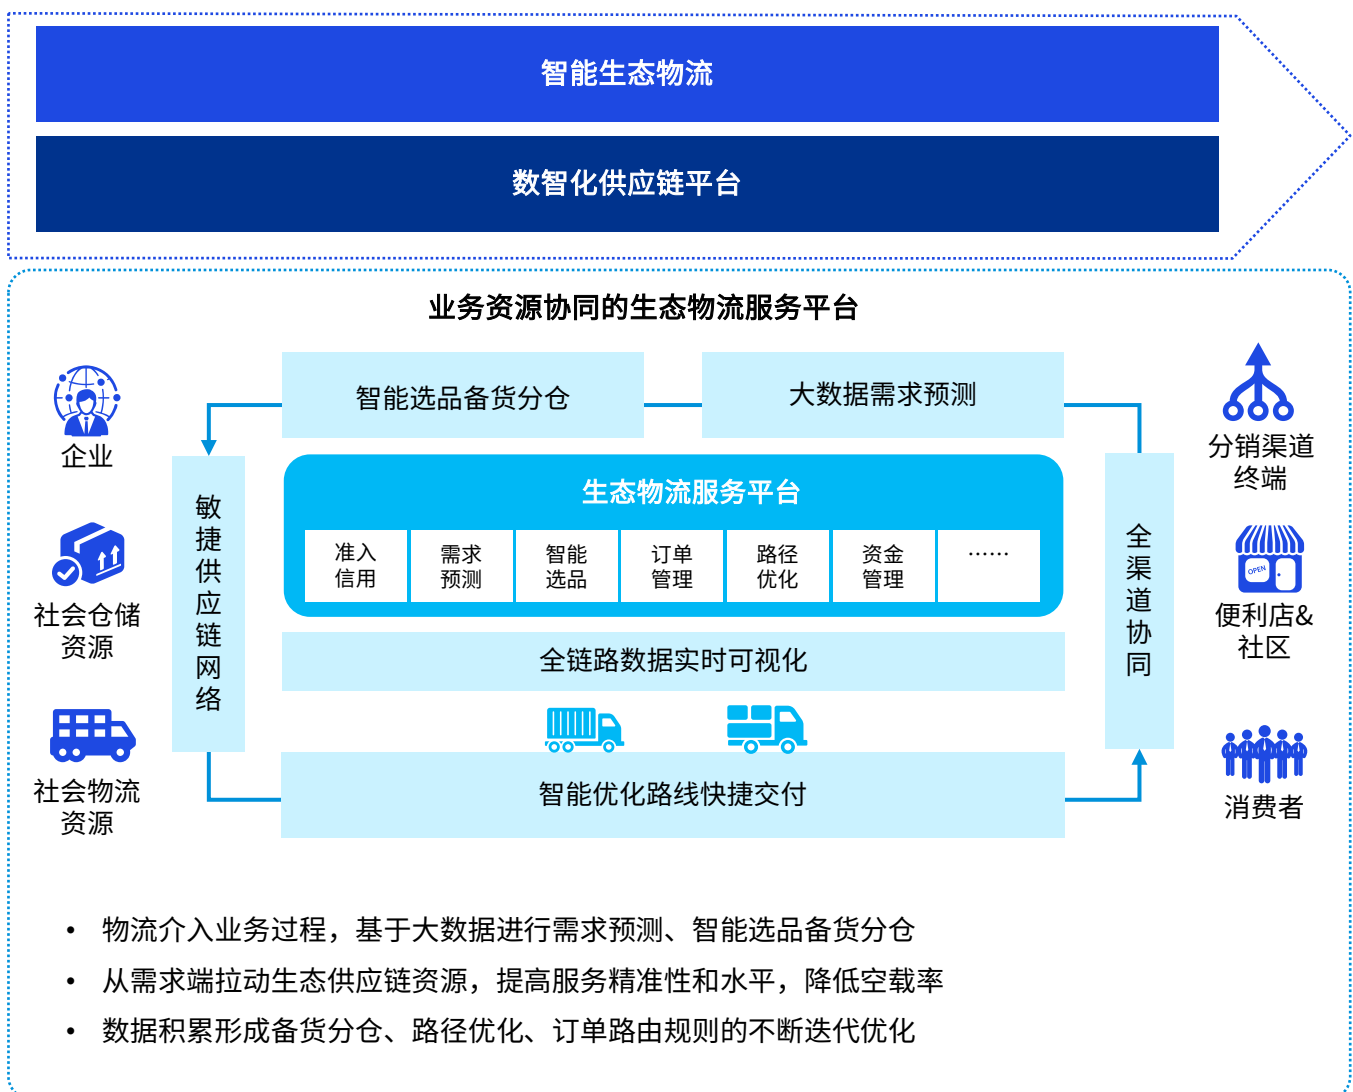 智能生态物流
数智化供应链平台
业务资源协同的生态物流服务平台
智能选品备货分仓
大数据需求预测
企业
社会仓储
资源
社会物流
资源
敏
捷
供
应
链
网
络
生态物流服务平台
准入
信用
需求
预测
智能
选品
订单
管理
路径
优化
资金
管理
……
全链路数据实时可视化
智能优化路线快捷交付
全
渠
道
协
同
分销渠道
终端
OPEN
便利店&
社区
消费者
• 物流介入业务过程，基于大数据进行需求预测、智能选品备货分仓
• 从需求端拉动生态供应链资源，提高服务精准性和水平，降低空载率
• 数据积累形成备货分仓、路径优化、订单路由规则的不断迭代优化